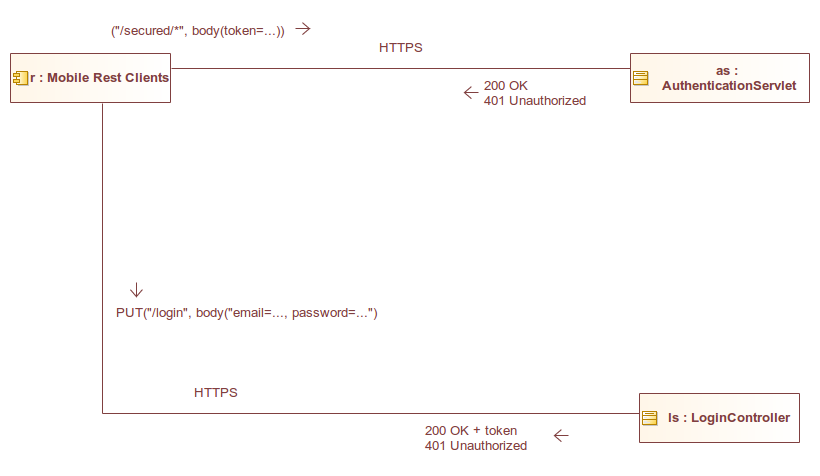 ("/secured/*", body(token=...))
HTTPS
r : Mobile Rest Clients
as :
AuthenticationServlet
200 OK
401 Unauthorized
PUT("/login", body("email=..., password=...")
HTTPS
ls : LoginController
200 OK + token
401 Unauthorized